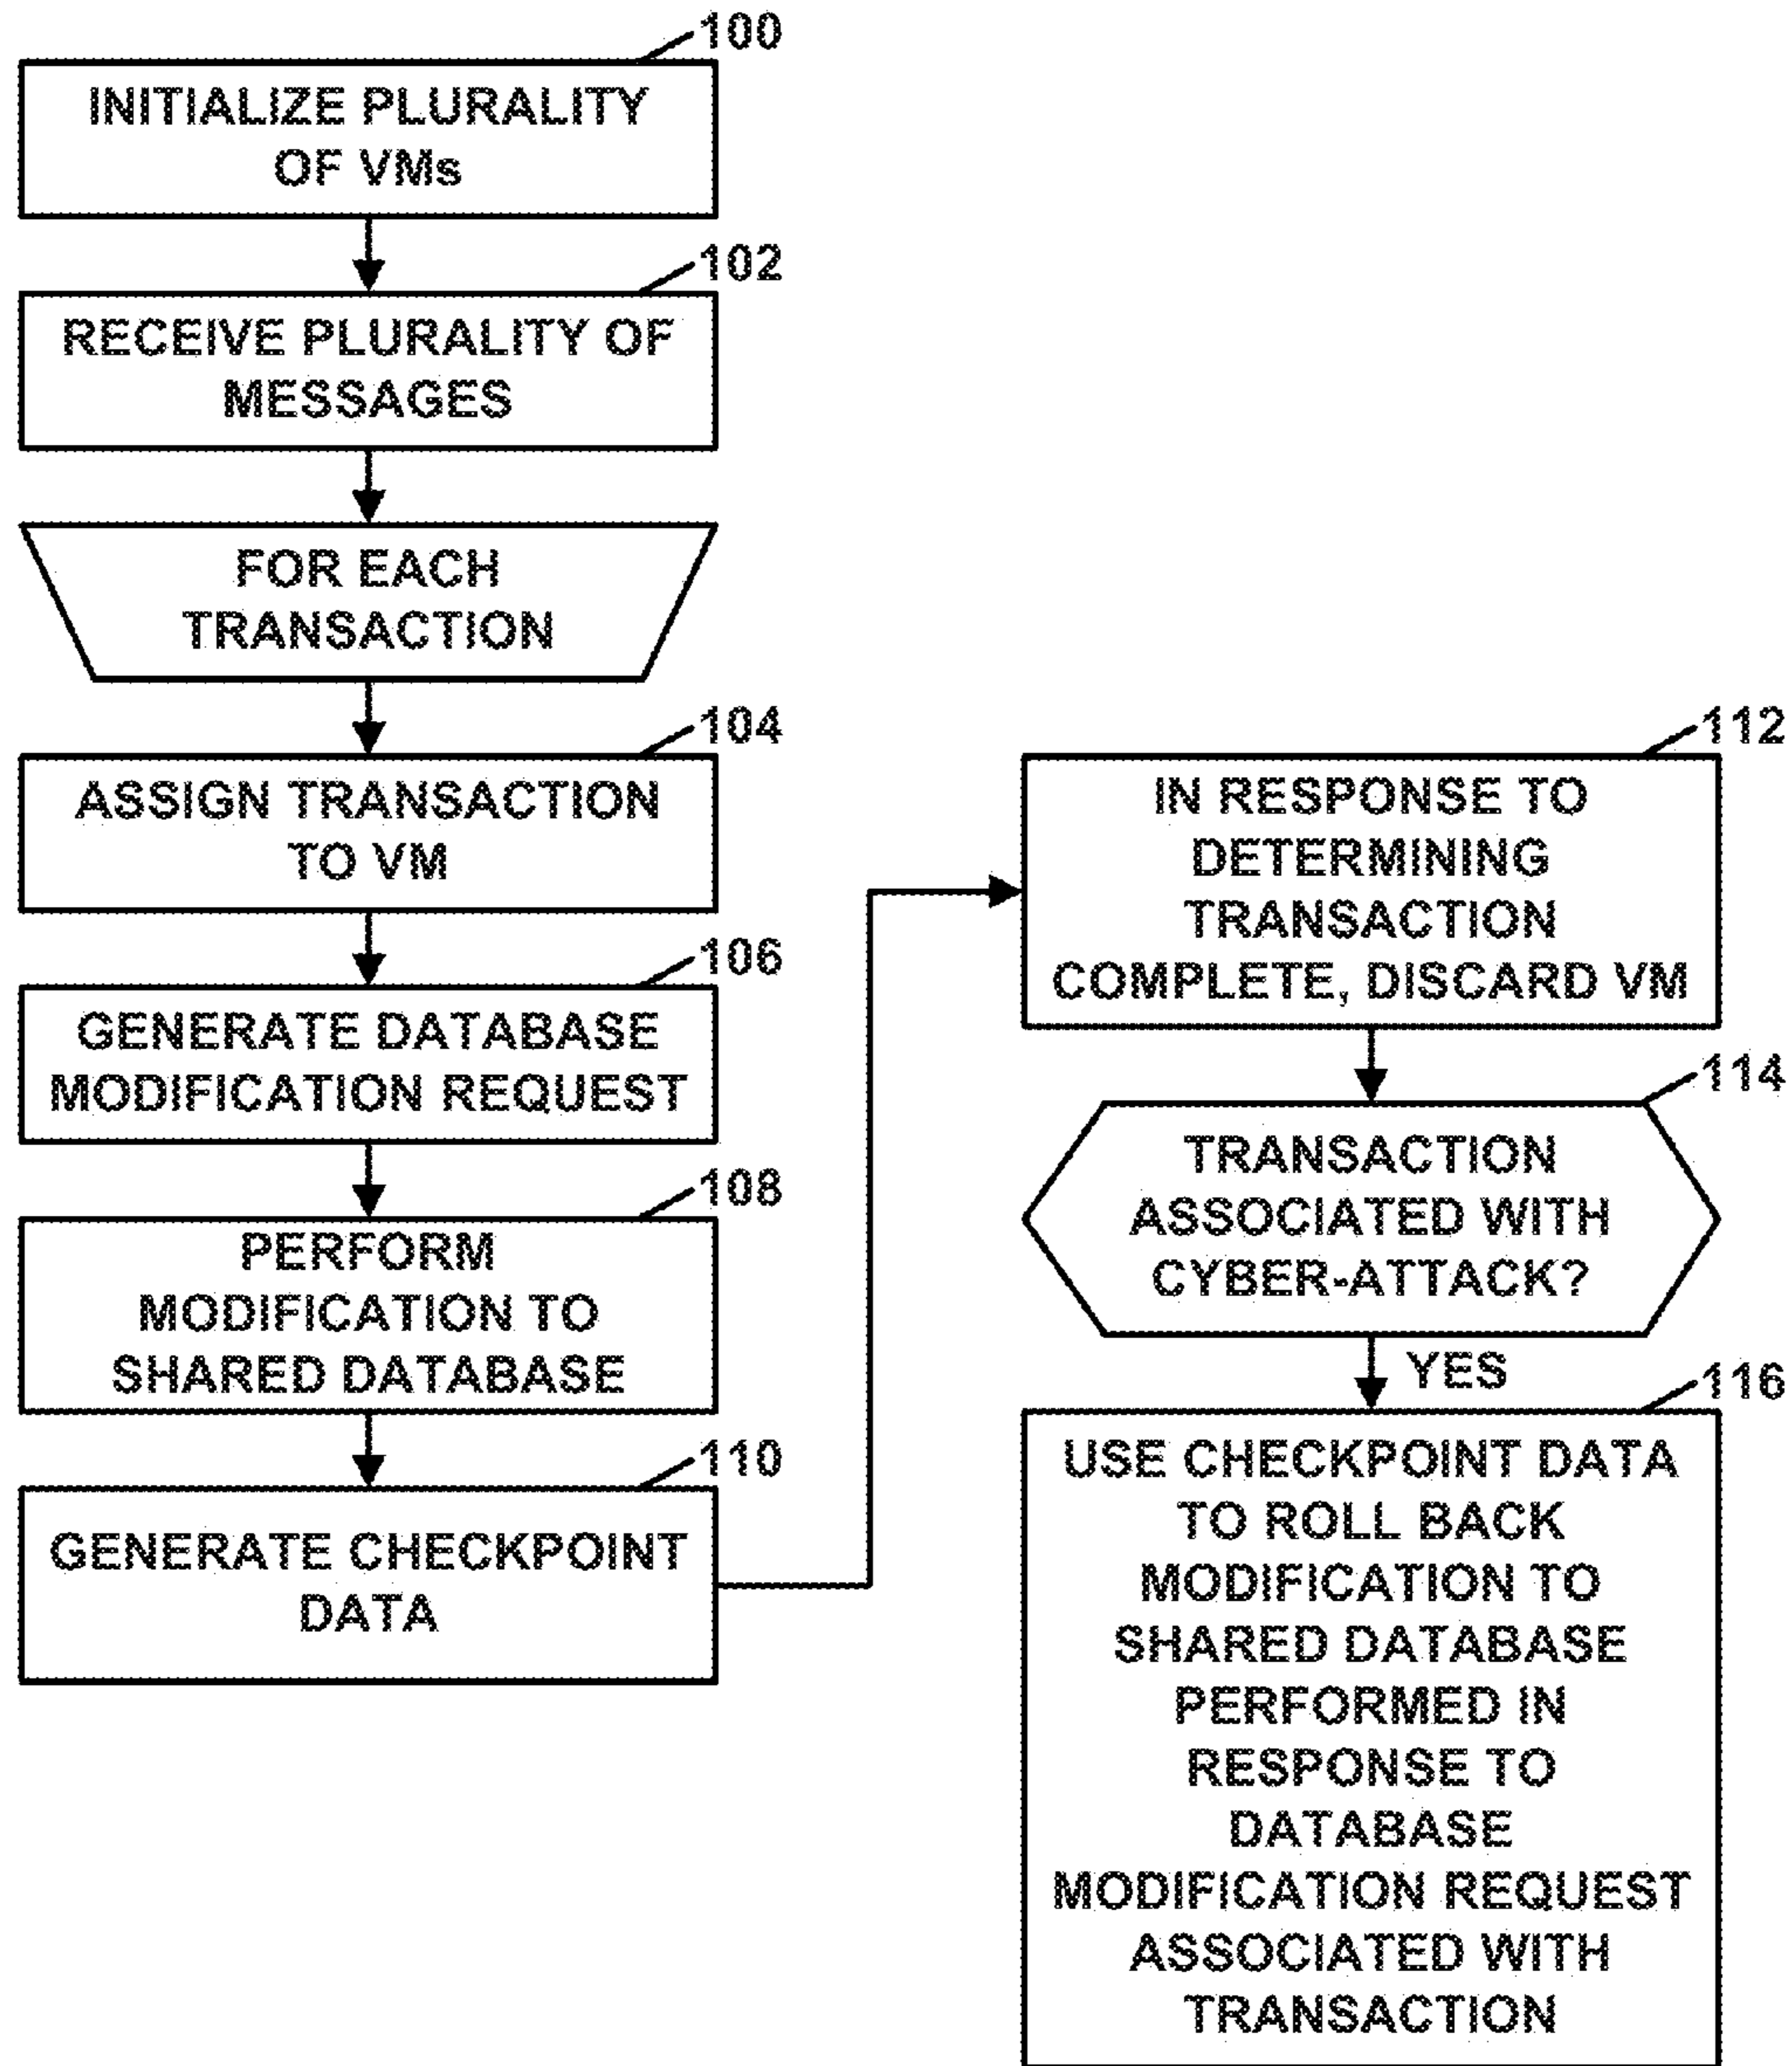 100
INITIALIZE PLURALITY
OF VMs
102
RECEIVE PLURALITY OF
MESSAGES
FOR EACH
TRANSACTION
104
ASSIGN TRANSACTION
TO VM
106
GENERATE DATABASE
MODIFICATION REQUEST
108
PERFORM
MODIFICATION TO
SHARED DATABASE
110
GENERATE CHECKPOINT
DATA
112
IN RESPONSE TO
DETERMINING
TRANSACTION
COMPLETE, DISCARD VM
114
TRANSACTION
ASSOCIATED WITH
CYBER-ATTACK?
YES
116
USE CHECKPOINT DATA
TO ROLL BACK
MODIFICATION TO
SHARED DATABASE
PERFORMED IN
RESPONSE TO
DATABASE
MODIFICATION REQUEST
ASSOCIATED WITH
TRANSACTION